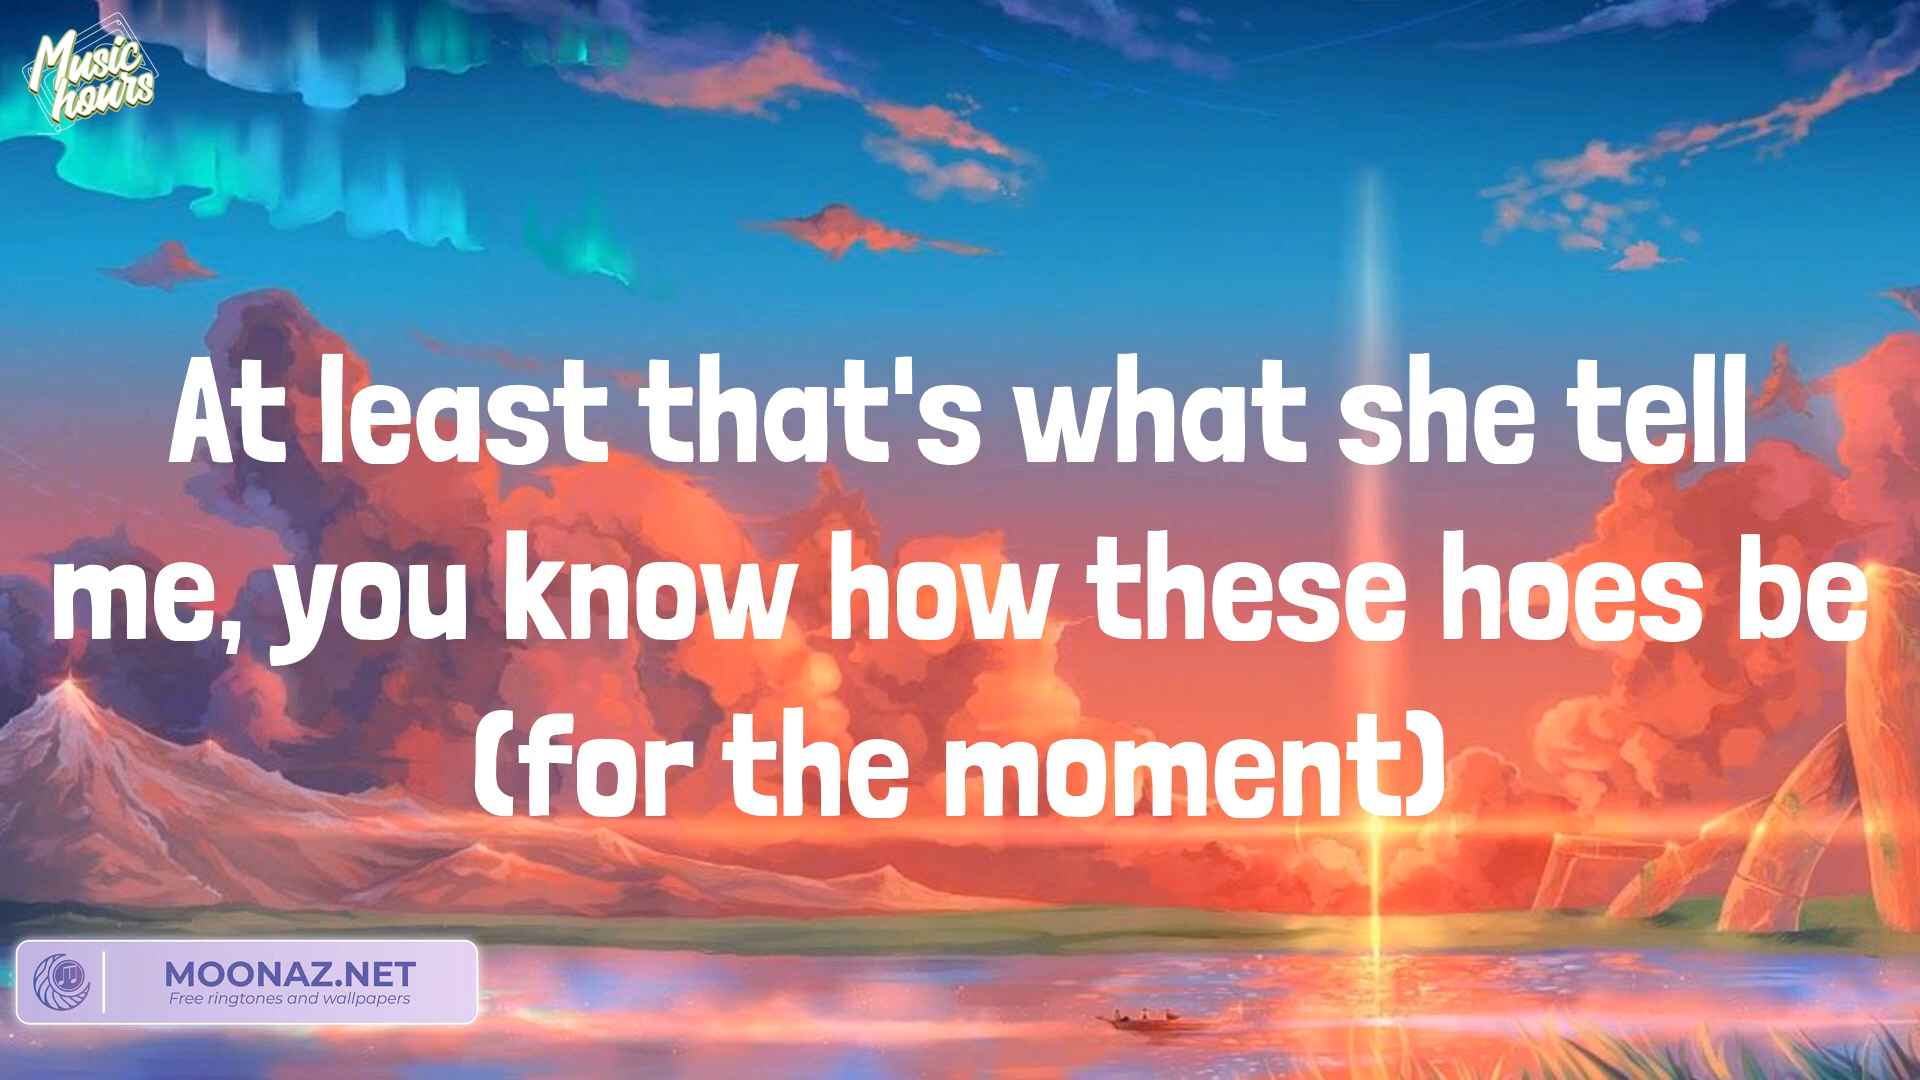 Music
hours
At least that's what she tell
me, you know how these hoes be
(for the moment)
MOONAZ.NET
Free ringtones and wallpapers